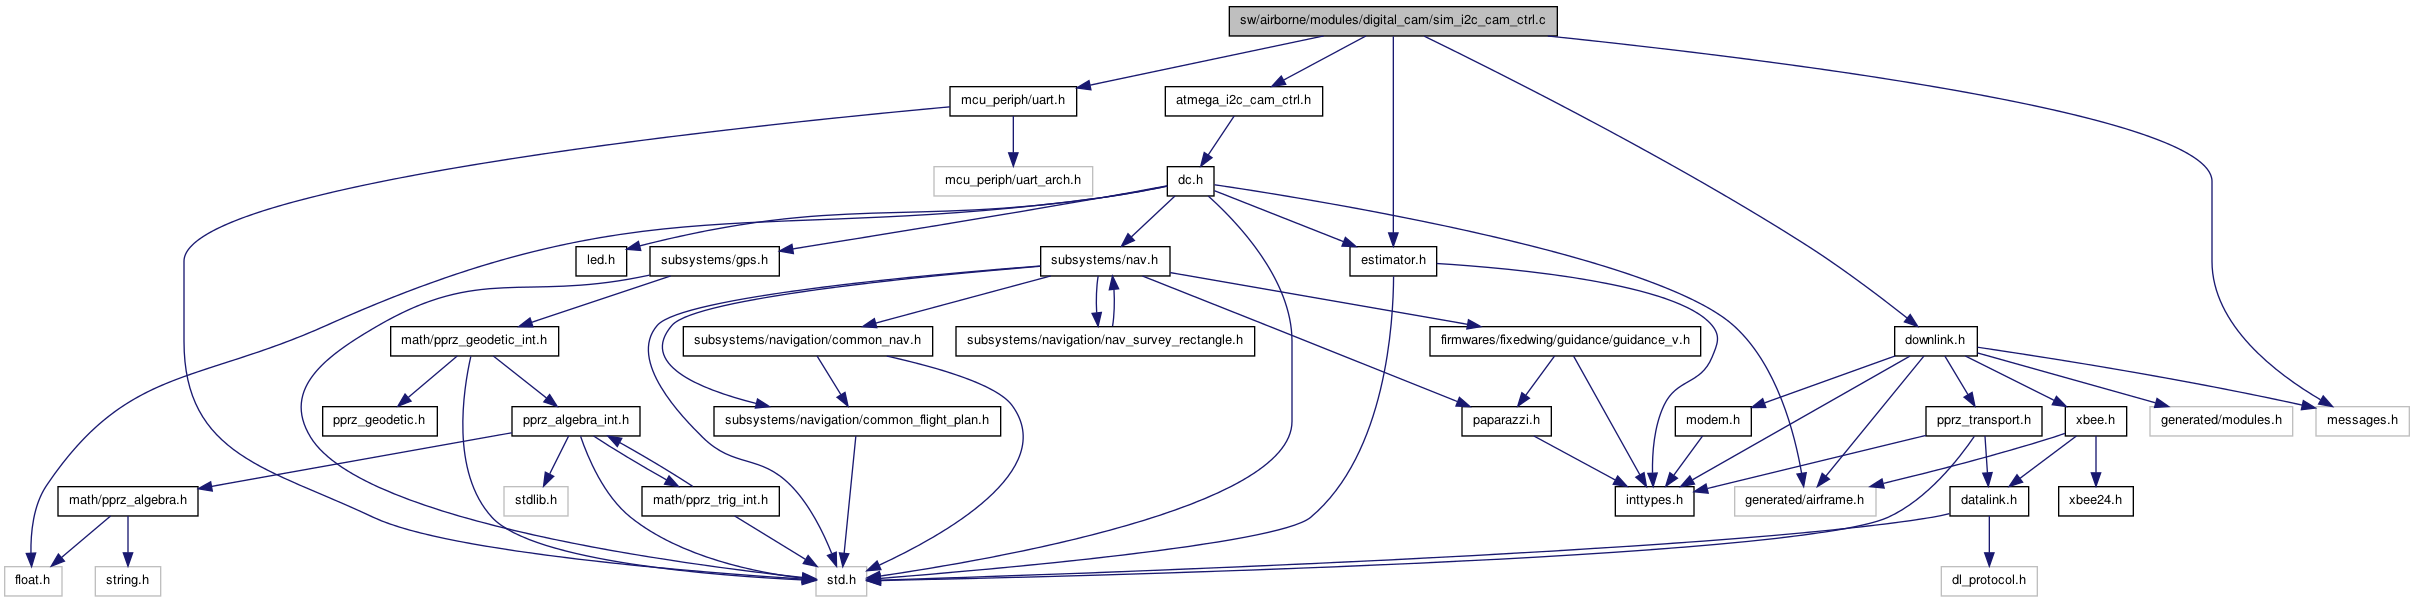 sw/airborne/modules/digital_cam/sim_i2c_cam_ctrl.c
mcu_periph/uart.h
atmega_i2c_cam_ctrl.h
mcu_periph/uart_arch.h
dc.h
led.h
subsystems/gps.h
subsystems/nav.h
estimator.h
math/pprz_geodetic_int.h
subsystems/navigation/common_nav.h
subsystems/navigation/nav_survey_rectangle.h
firmwares/fixedwing/guidance/guidance_v.h
downlink.h
pprz_geodetic.h
pprz_algebra_int.h
subsystems/navigation/common_flight_plan.h
paparazzi.h
modem.h
pprz_transport.h
xbee.h
generated/modules.h
messages.h
math/pprz_algebra.h
stdlib.h
math/pprz_trig_int.h
inttypes.h
generated/airframe.h
datalink.h
xbee24.h
float.h
string.h
std.h
dl_protocol.h